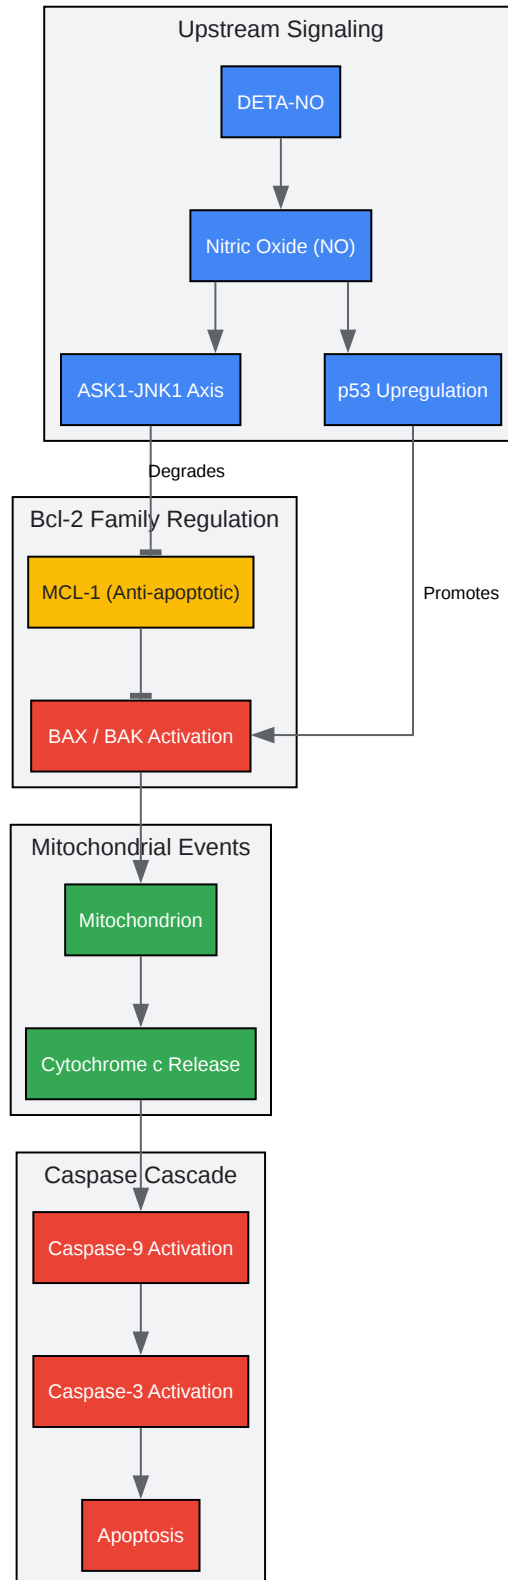 Upstream Signaling
DETA-NO
Nitric Oxide (NO)
ASK1-JNK1 Axis
p53 Upregulation
Degrades
Bcl-2 Family Regulation
MCL-1 (Anti-apoptotic)
Promotes
BAX / BAK Activation
Mitochondrial Events
Mitochondrion
Cytochrome c Release
Caspase Cascade
Caspase-9 Activation
Caspase-3 Activation
Apoptosis